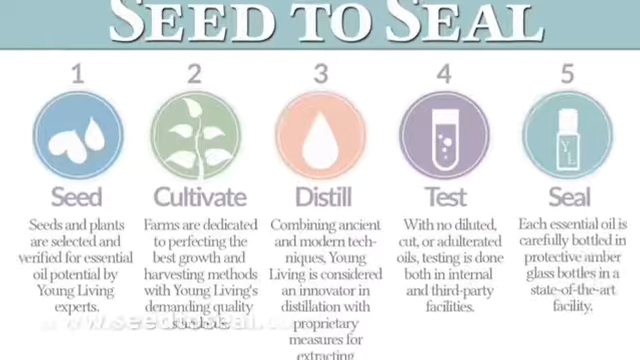 SEED TO SEAL
1
2
3
4
5
YL
Seed
Cultivate
Distill
Test
Seal
Seeds and plants
are selected and
verified for essential
oil potential by
Young Living
experts.
Farms are dedicated
to perfecting the
best growth and
harvesting methods
with Young Living's
demanding quality
Combining ancient
and modern tech-
niques, Young
Living is considered
an innovator in
distillation with
proprietary
measures for
extracting
With no diluted,
cut, or adulterated
oils, testing is done
both in internal
and third-party
facilities.
Each essential oil is
carefully bottled in
protective amber
glass bottles in a
state-of-the-art
facility.